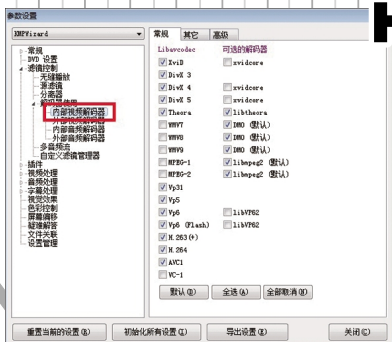 参数设置
KMPWizard
常规
DVD 设置
滤镜控制
无缝播放
源滤镜
分离器
解码器使用
内部视频解码器
外部视频解码器
内部音频解码器
外部音频解码器
多音频流
自定义滤镜管理器
插件
视频处理
音频处理
字幕处理
视觉效果
色彩控制
屏幕偏移
疑难解答
文件关联
设置管理
常规 其它 高级
Libavcodec 可选的解码器
XviD xvidcore
DivX 3
DivX 4 xvidcore
DivX 5 xvidcore
Theora libtheora
WMV7 DMO (默认)
WMV8 DMO (默认)
WMV9 DMO (默认)
MPEG-1 libmpeg2 (默认)
MPEG-2 libmpeg2 (默认)
Vp31
Vp5
Vp6 libVP62
Vp6 (Flash) libVP62
H.263(+)
H.264
AVC1
VC-1
默认(D) 全选(A) 全部取消(U)
重置当前的设置(R) 初始化所有设置(I) 导出设置(E) 关闭(C)